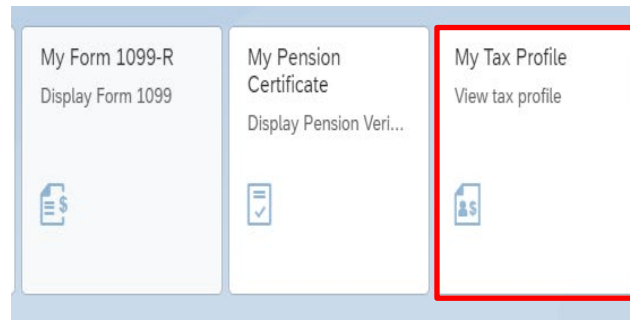 My Form 1099-R
Display Form 1099
My Pension
Certificate
Display Pension Veri...
My Tax Profile
View tax profile